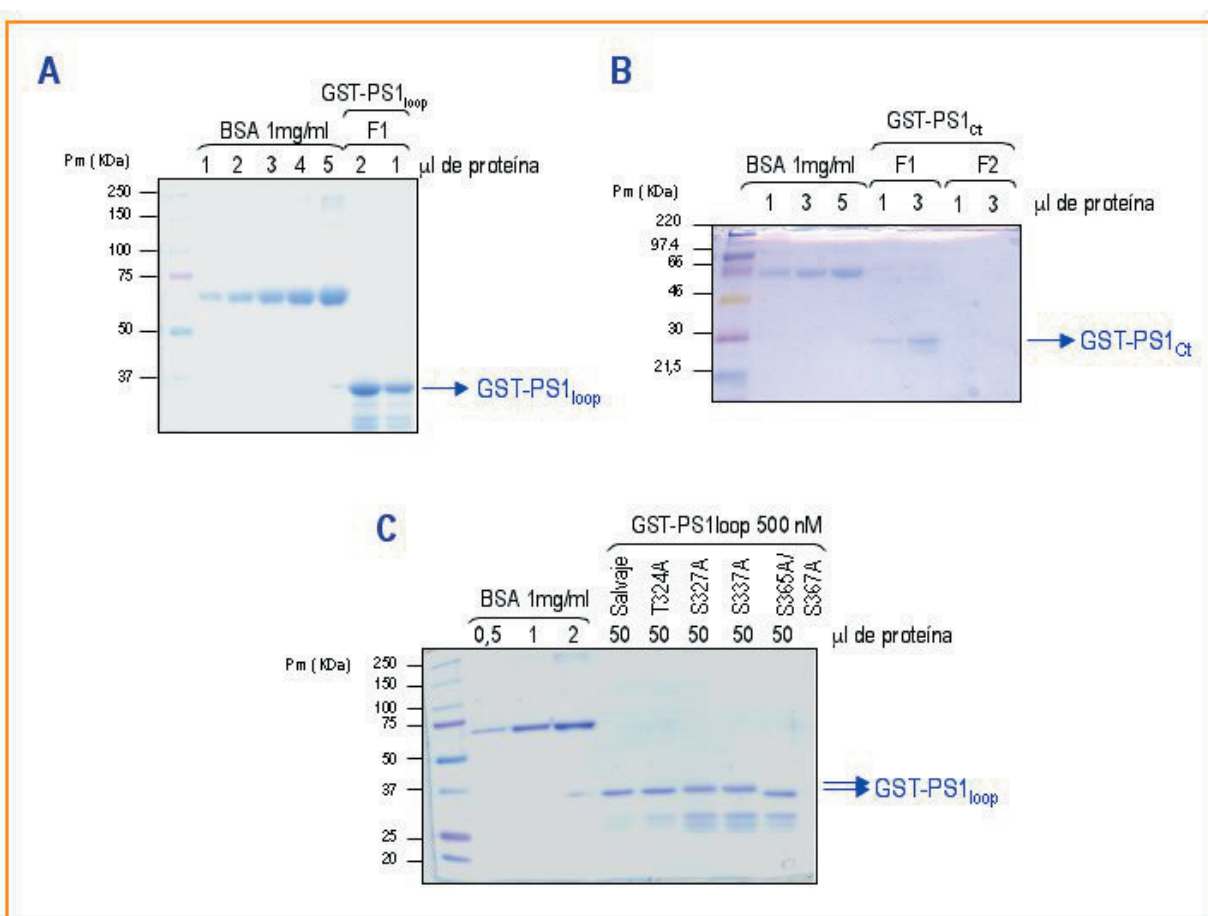 A
GST-PS1loop
BSA 1mg/ml F1
Pm (KDa) 1 2 3 4 5 2 1 µl de proteína
250
150
100
75
50
37
GST-PS1loop
B
GST-PS1Ct
BSA 1mg/ml F1 F2
Pm (KDa) 1 3 5 1 3 1 3 µl de proteína
220
97.4
66
46
30
21,5
GST-PS1Ct
C
GST-PS1loop 500 nM
Salvaje
T324A
S327A
S337A
S365A/
S367A
BSA 1mg/ml
0,5 1 2 50 50 50 50 50 µl de proteína
Pm (KDa)
250
150
100
75
50
37
25
20
GST-PS1loop